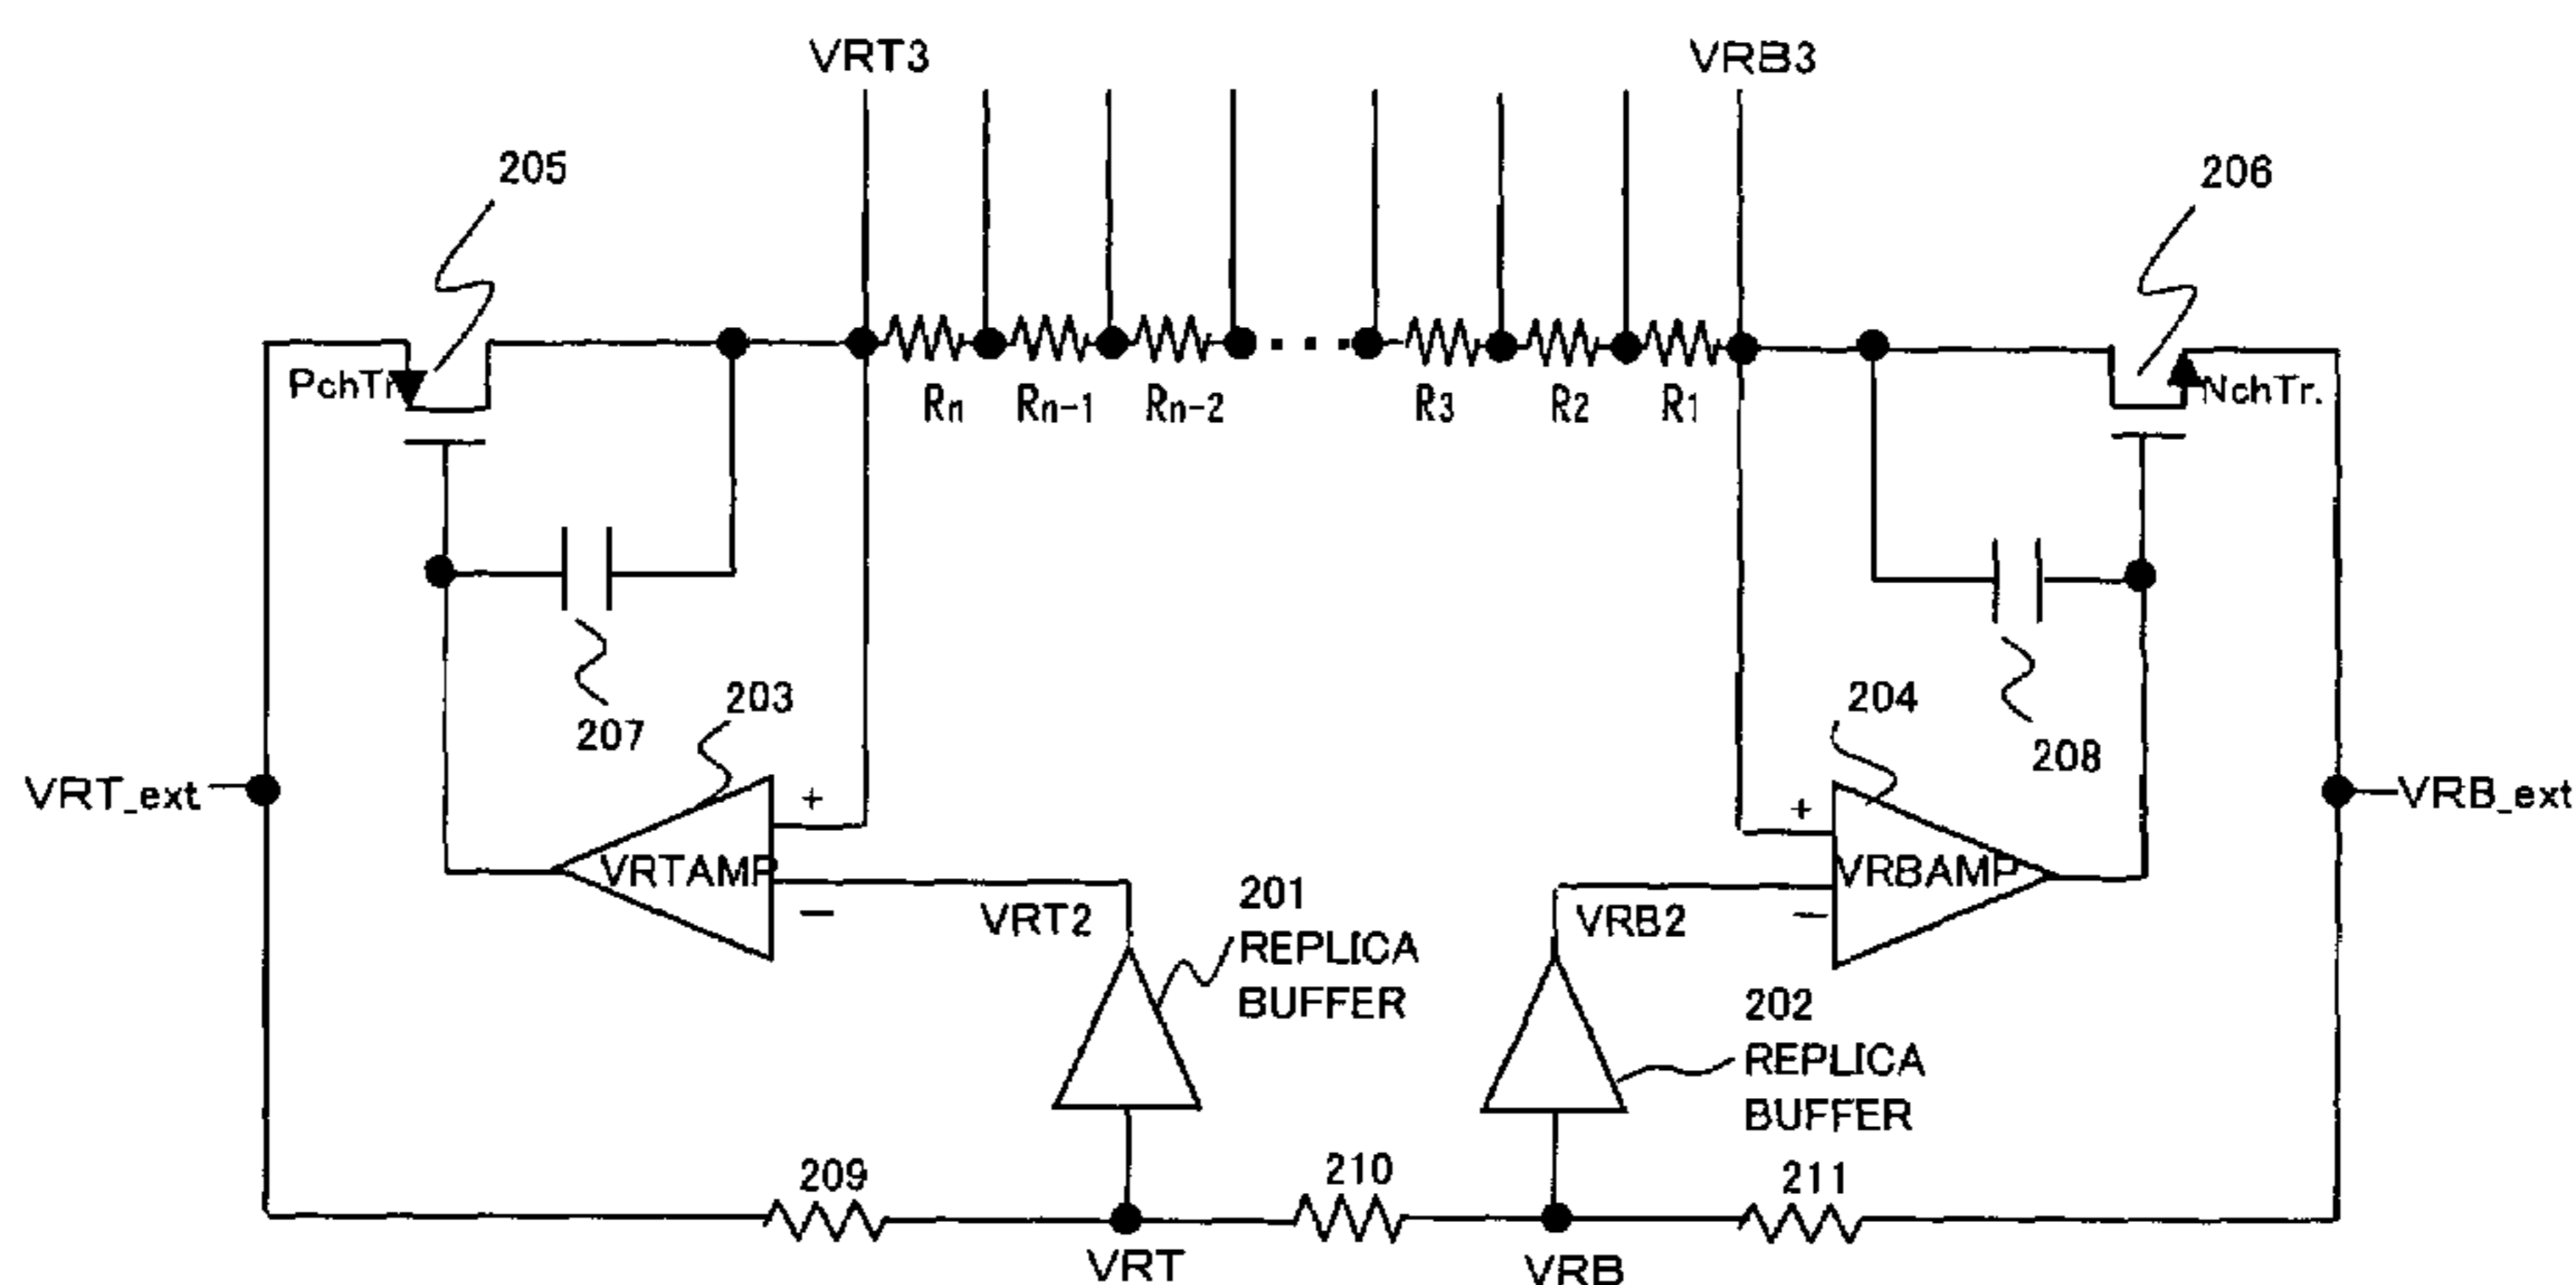 VRT3
VRB3
205
206
PchTr
NchTr.
Rn
Rn-1
Rn-2
R3
R2
R1
207
208
203
204
VRT_ext
VRB_ext
+
+
VRTAMP
VRBAMP
−
−
VRT2
VRB2
201
REPLICA
BUFFER
202
REPLICA
BUFFER
209
210
211
VRT
VRB